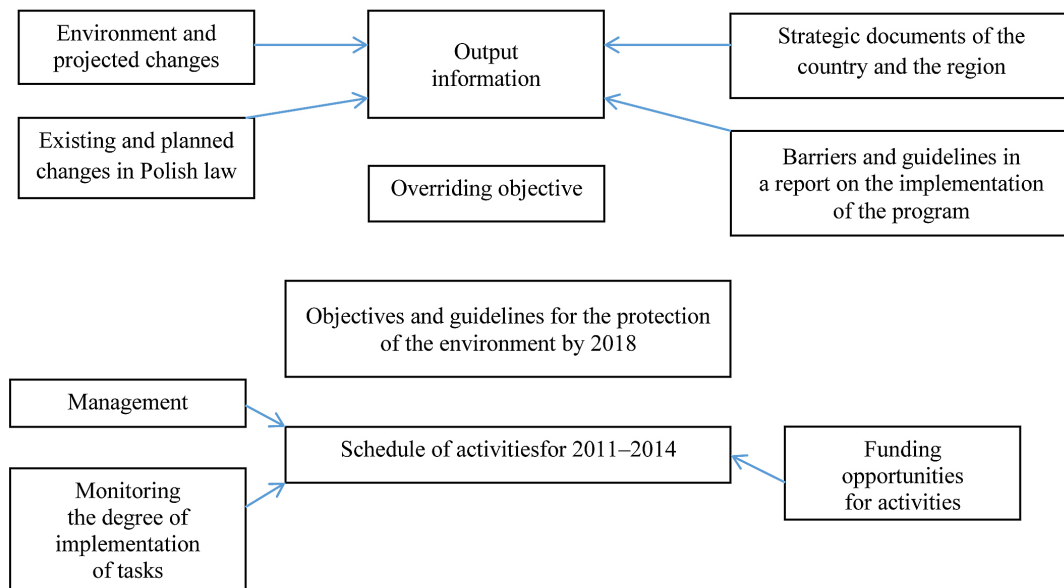 Environment and
projected changes
Output
information
Strategic documents of the
country and the region
Existing and planned
changes in Polish law
Barriers and guidelines in
a report on the implementation
of the program
Overriding objective
Objectives and guidelines for the protection
of the environment by 2018
Management
Schedule of activitiesfor 2011–2014
Funding
opportunities
for activities
Monitoring
the degree of
implementation
of tasks